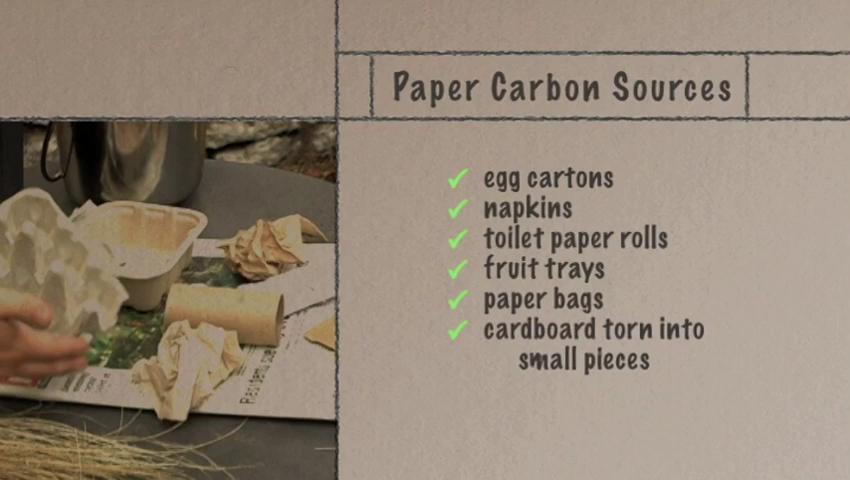 Paper Carbon Sources
✓ egg cartons
✓ napkins
✓ toilet paper rolls
✓ fruit trays
✓ paper bags
✓ cardboard torn into
small pieces